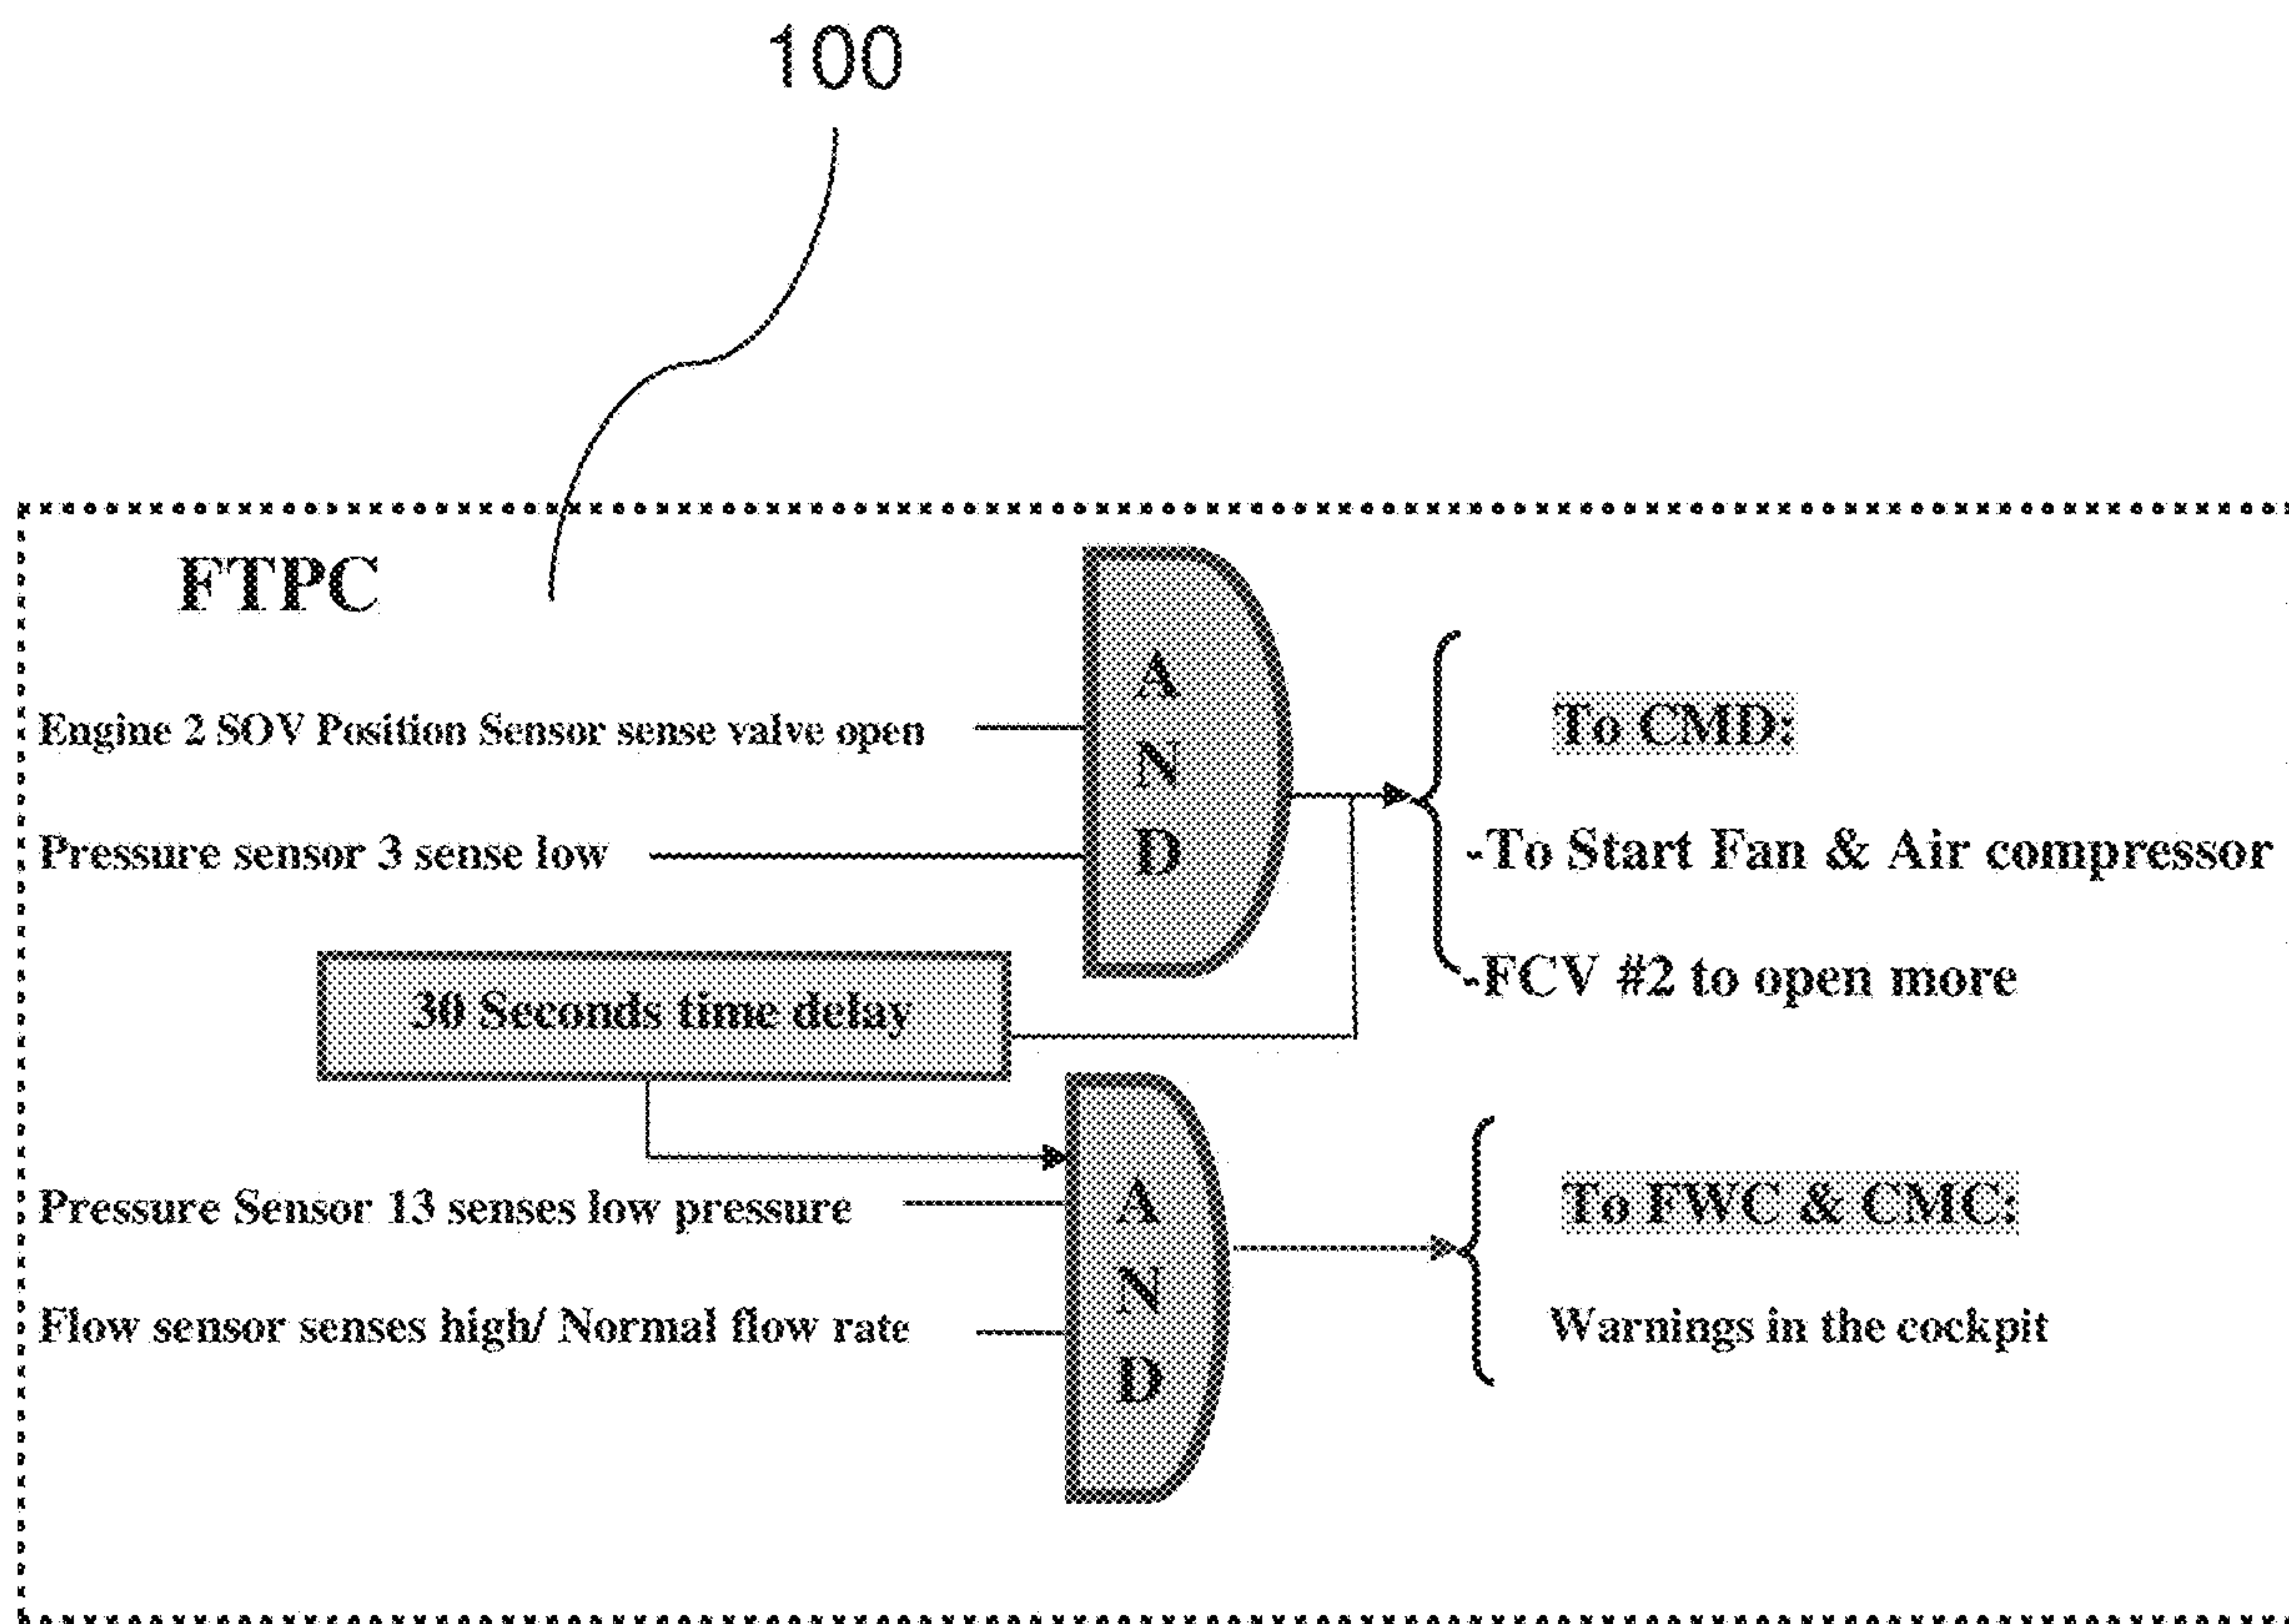 100
FTPC
Engine 2 SOV Position Sensor sense valve open
Pressure sensor 3 sense low
A
N
D
To CMD:
-To Start Fan & Air compressor
-FCV #2 to open more
30 Seconds time delay
Pressure Sensor 13 senses low pressure
Flow sensor senses high/ Normal flow rate
A
N
D
To FWC & CMC:
Warnings in the cockpit